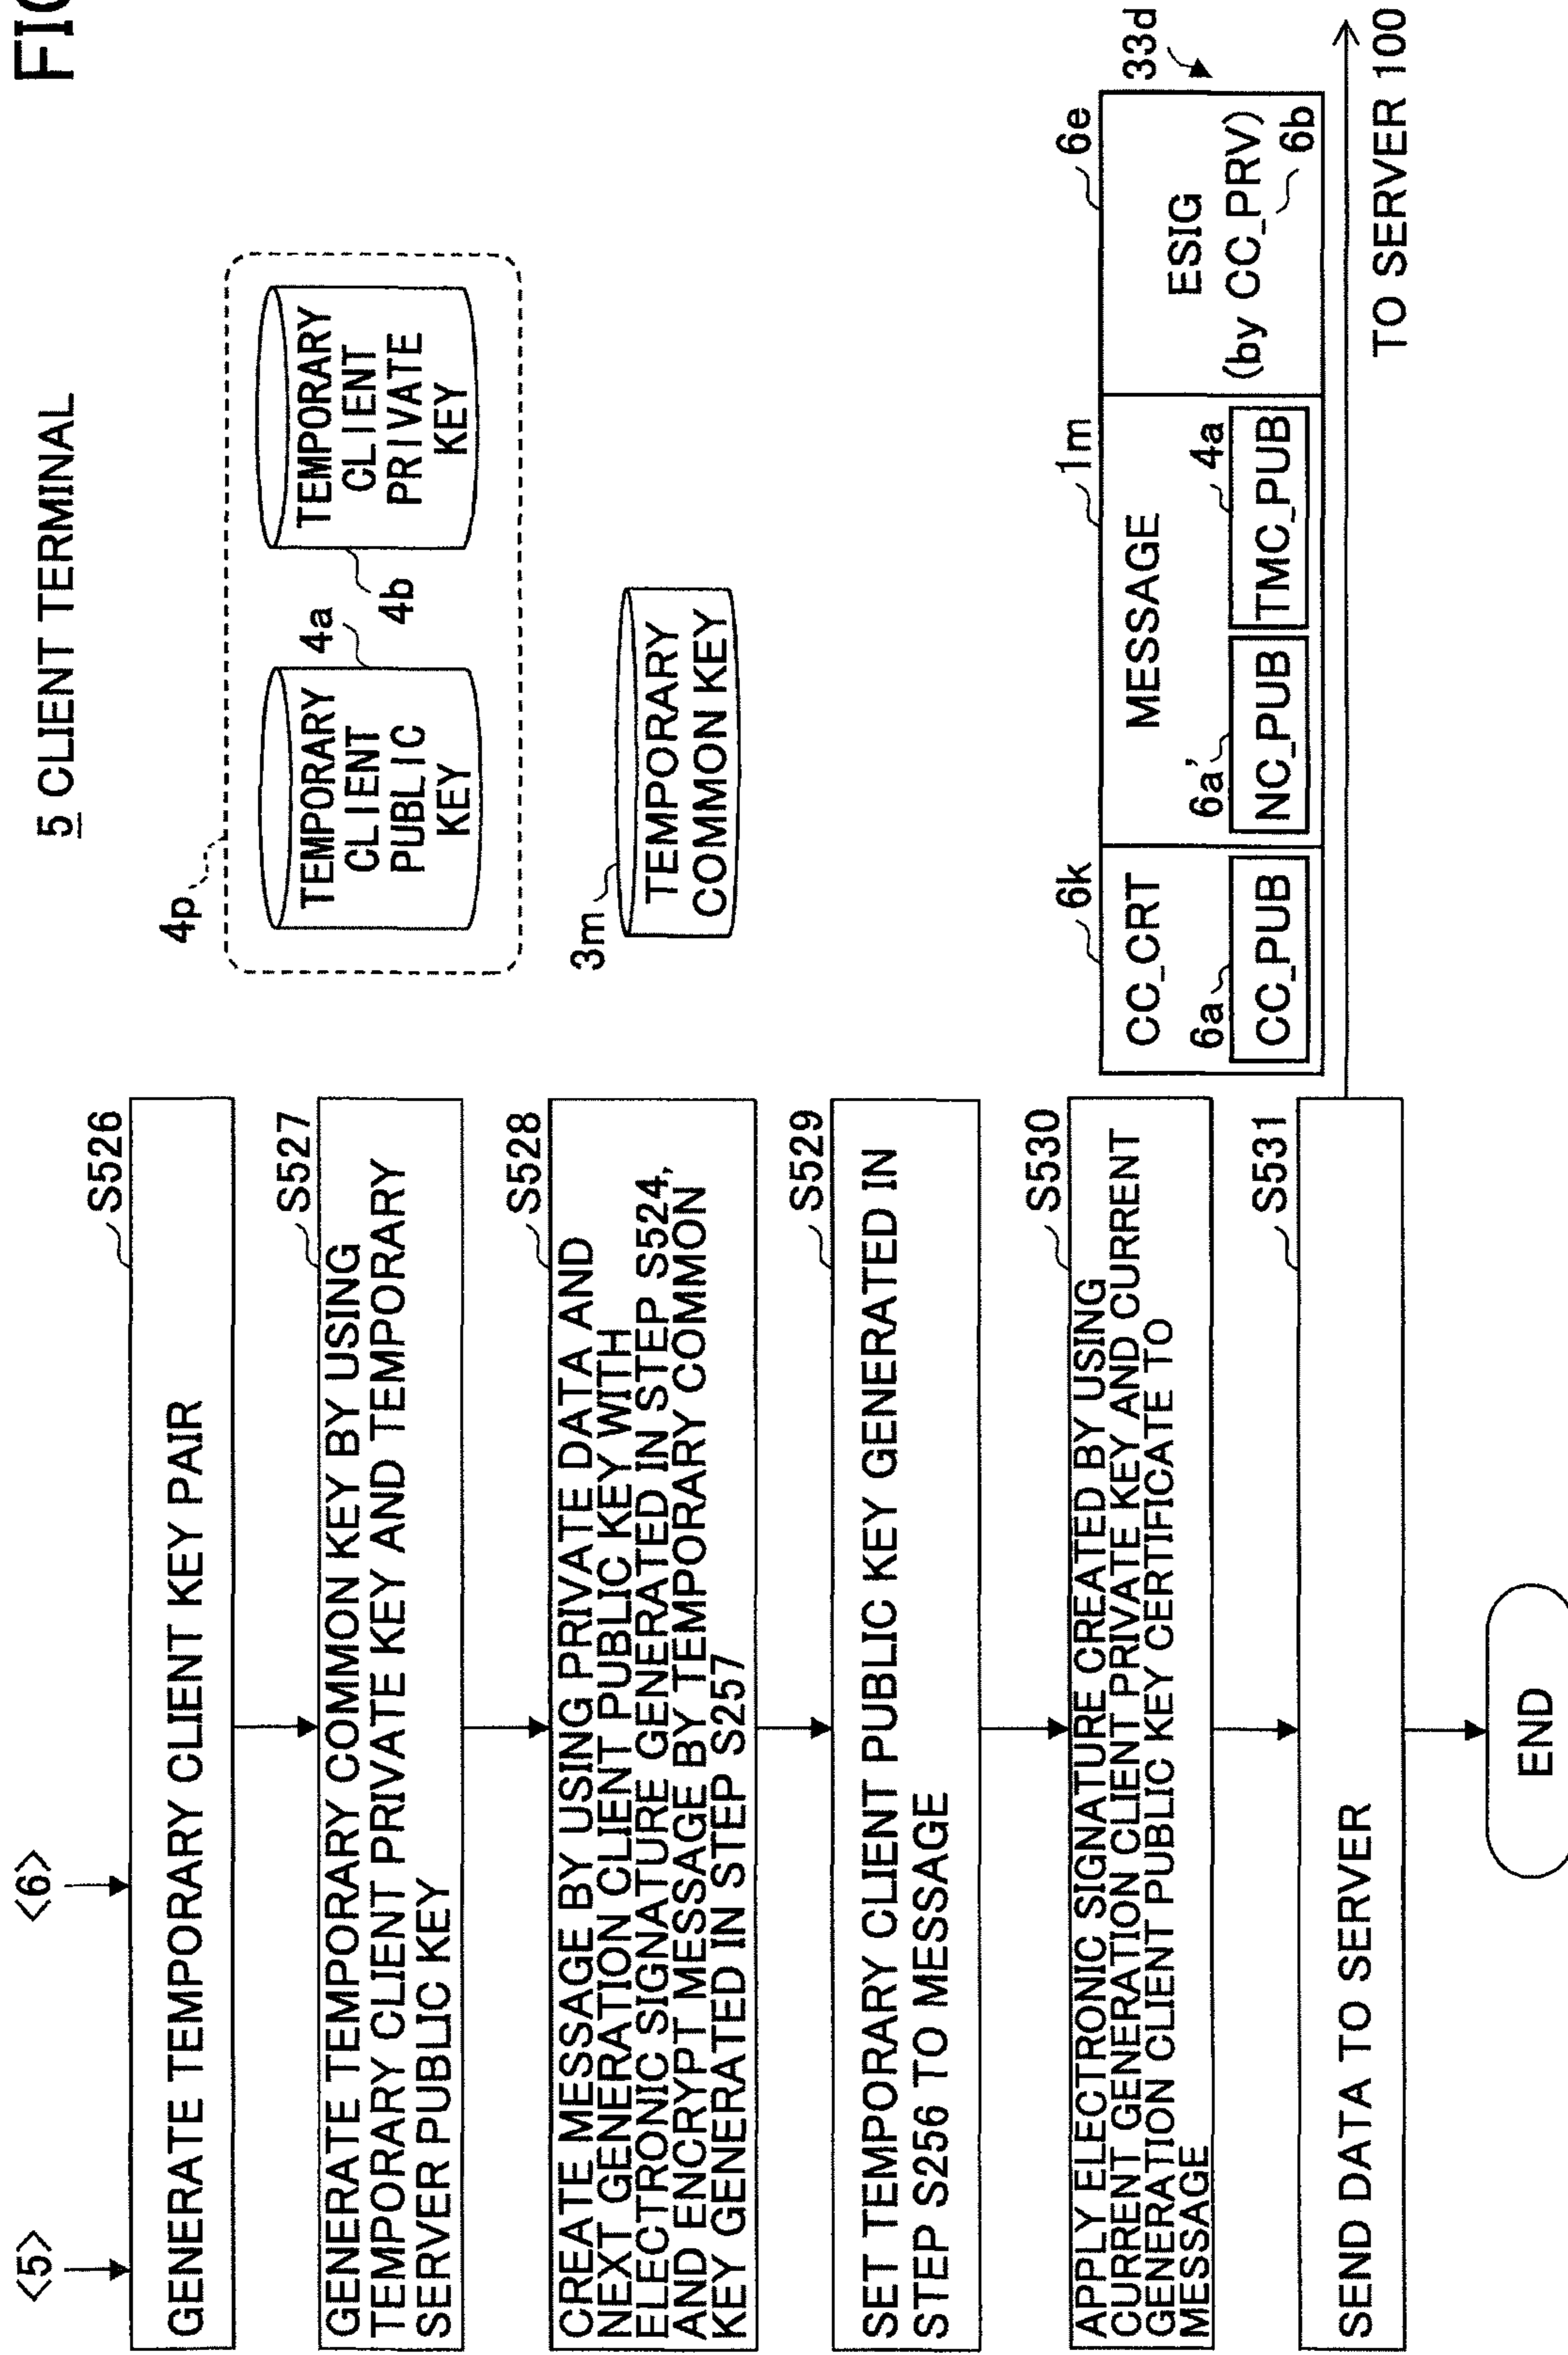 FIG
5 CLIENT TERMINAL
<5>
<6>
S526
GENERATE TEMPORARY CLIENT KEY PAIR
S527
GENERATE TEMPORARY COMMON KEY BY USING
TEMPORARY CLIENT PRIVATE KEY AND TEMPORARY
SERVER PUBLIC KEY
S528
CREATE MESSAGE BY USING PRIVATE DATA AND
NEXT GENERATION CLIENT PUBLIC KEY WITH
ELECTRONIC SIGNATURE GENERATED IN STEP S524,
AND ENCRYPT MESSAGE BY TEMPORARY COMMON
KEY GENERATED IN STEP S257
S529
SET TEMPORARY CLIENT PUBLIC KEY GENERATED IN
STEP S256 TO MESSAGE
S530
APPLY ELECTRONIC SIGNATURE CREATED BY USING
CURRENT GENERATION CLIENT PRIVATE KEY AND CURRENT
GENERATION CLIENT PUBLIC KEY CERTIFICATE TO
MESSAGE
S531
SEND DATA TO SERVER
END
4p
TEMPORARY
CLIENT
PUBLIC
KEY
4a
TEMPORARY
CLIENT
PRIVATE
KEY
4b
3m
TEMPORARY
COMMON KEY
33d
6k
CC_CRT
6a
CC_PUB
1m
MESSAGE
6a'
NC_PUB
4a
TMC_PUB
6e
ESIG
(by CC_PRV)
6b
TO SERVER 100